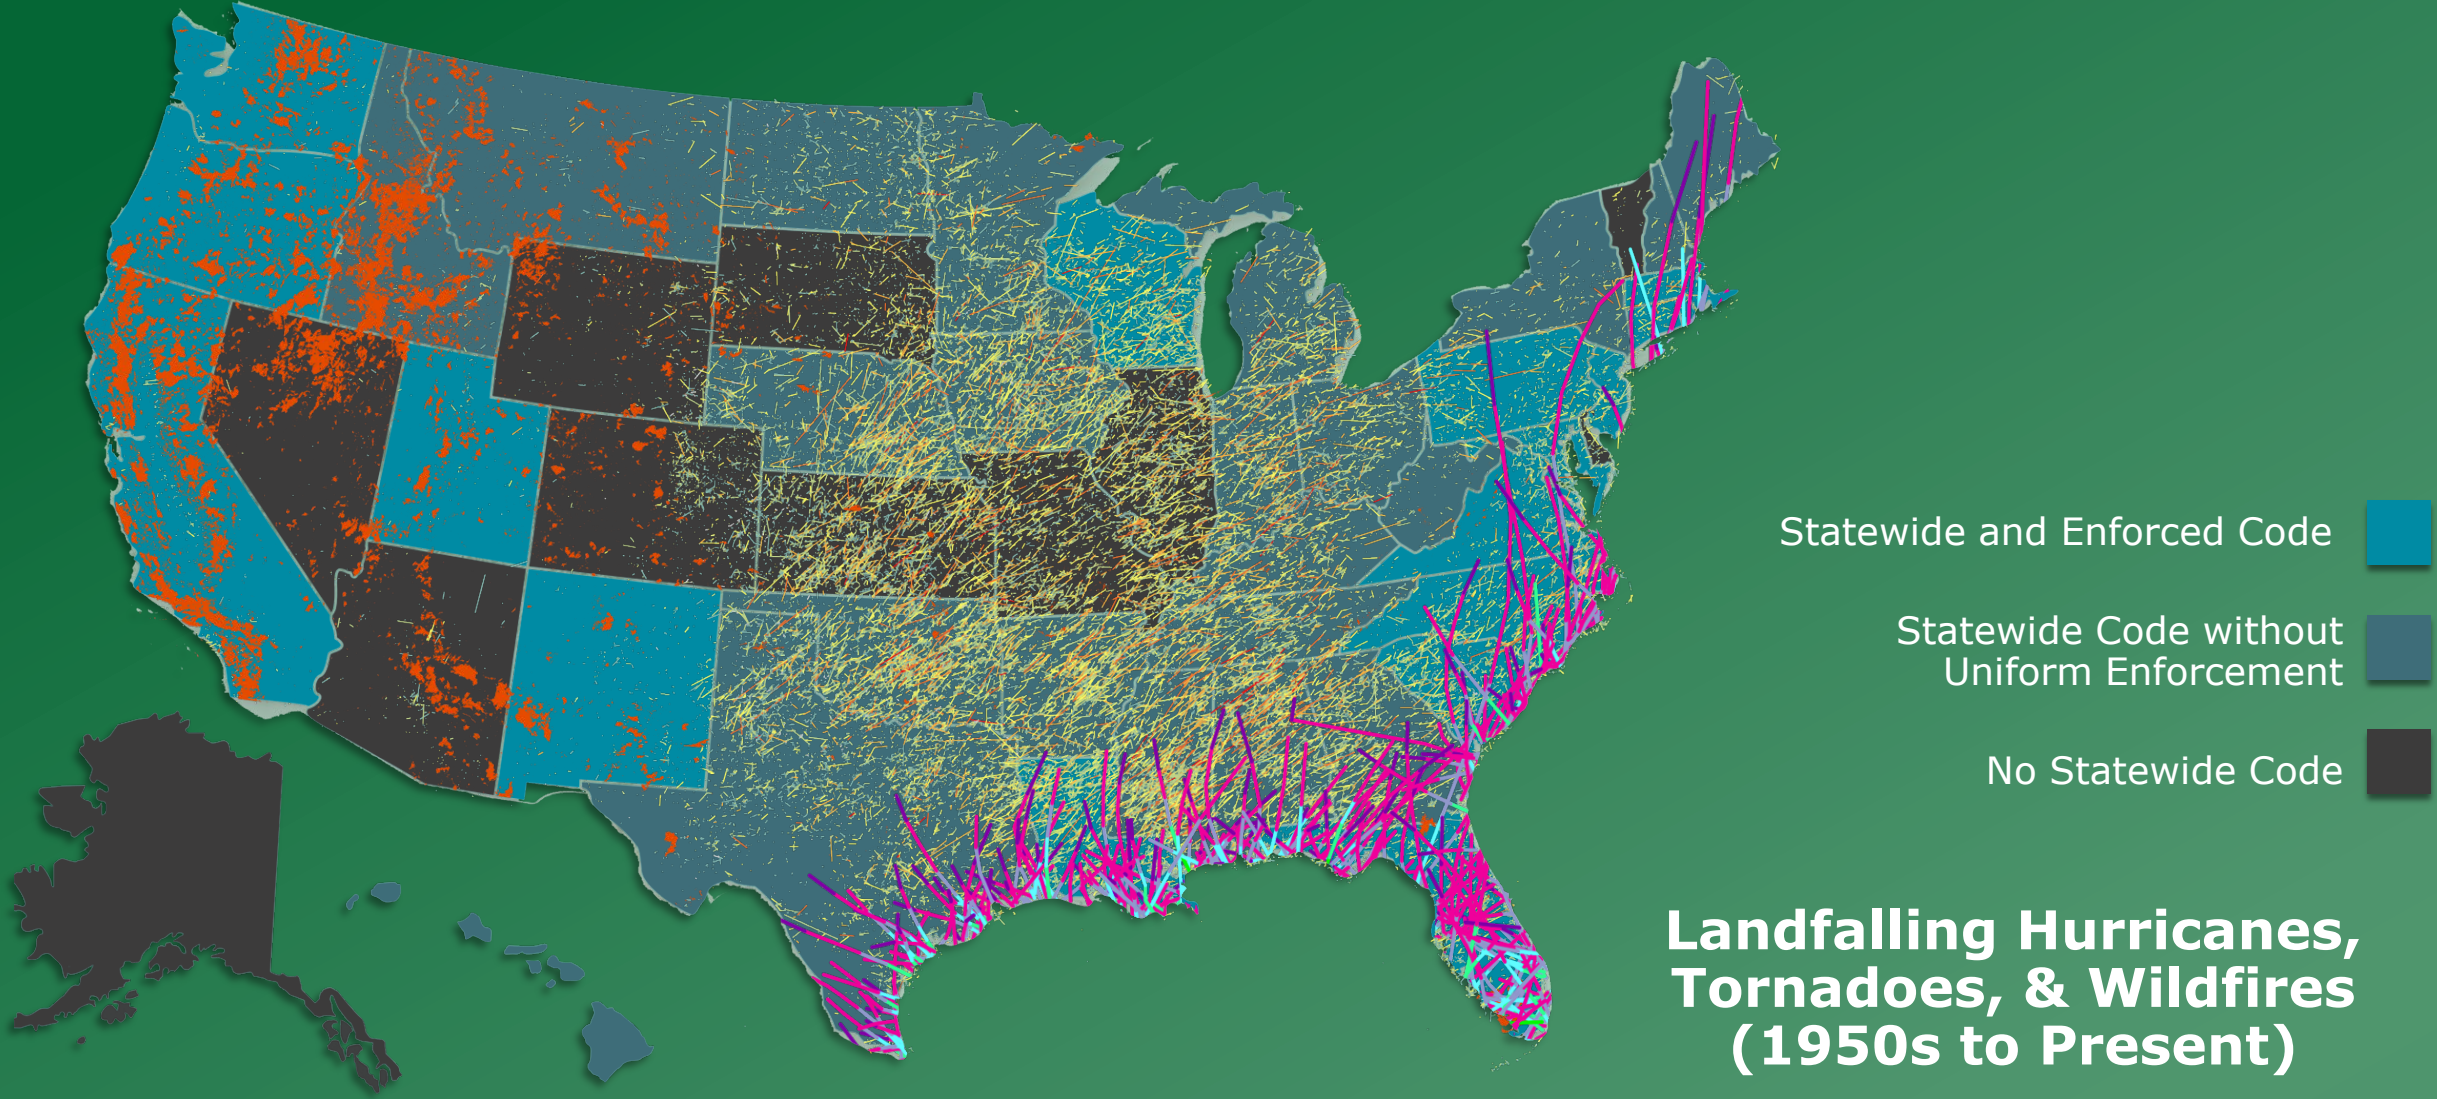 Statewide and Enforced Code
Statewide Code without
Uniform Enforcement
No Statewide Code
Landfalling Hurricanes,
Tornadoes, & Wildfires
(1950s to Present)